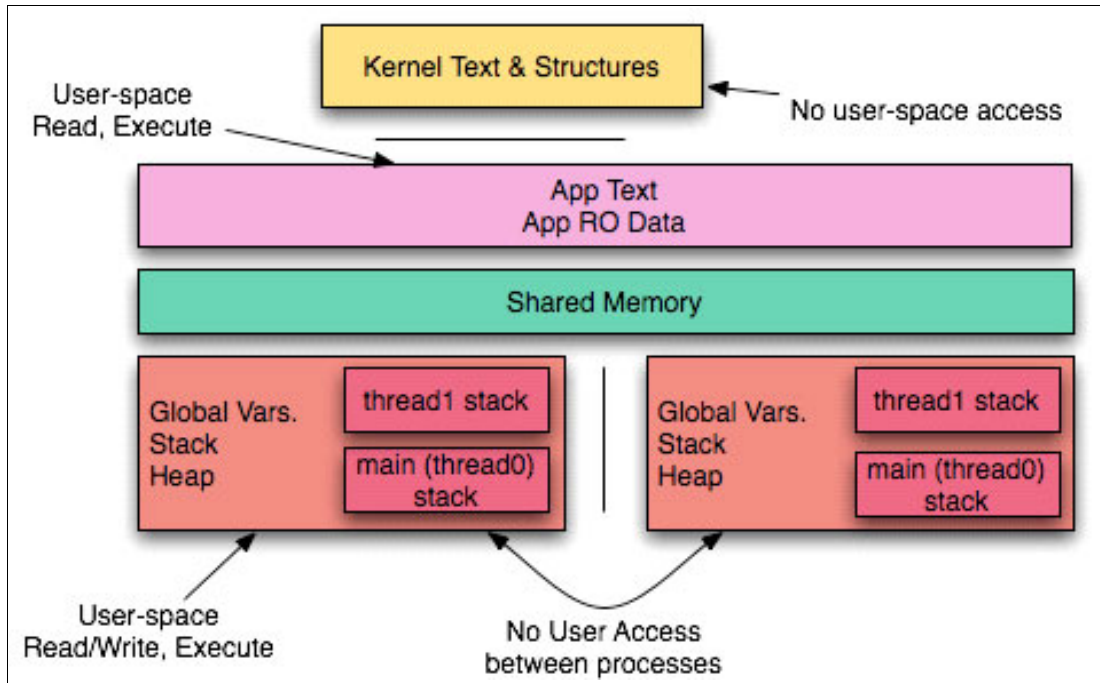 Kernel Text & Structures
User-space
Read, Execute
No user-space access
App Text
App RO Data
Shared Memory
Global Vars.
Stack
Heap
thread1 stack
main (thread0)
stack
Global Vars.
Stack
Heap
thread1 stack
main (thread0)
stack
User-space
Read/Write, Execute
No User Access
between processes